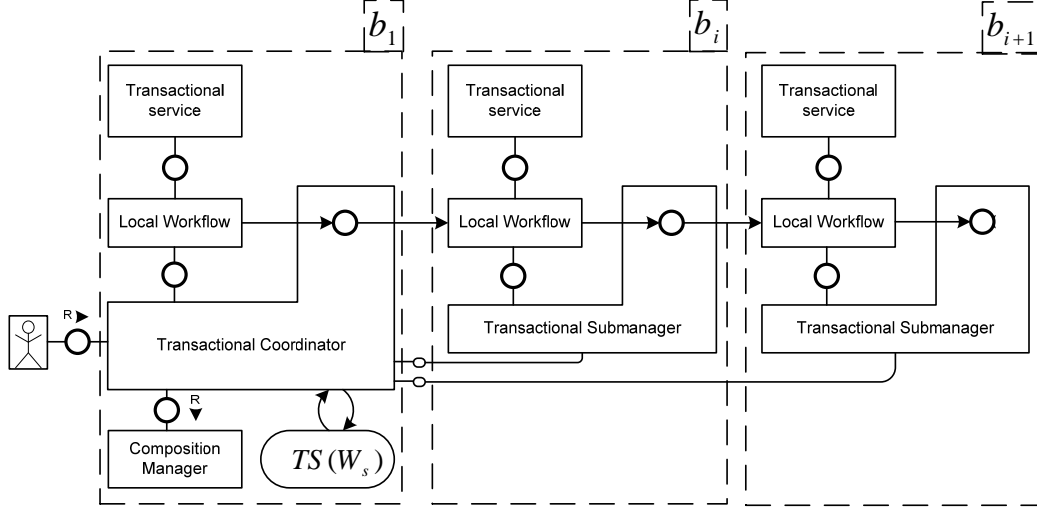 b₁
bᵢ
bᵢ₊₁
Transactional
service
Transactional
service
Transactional
service
Local Workflow
Local Workflow
Local Workflow
R
Transactional Coordinator
Transactional Submanager
Transactional Submanager
R
Composition
Manager
TS(Wₛ)